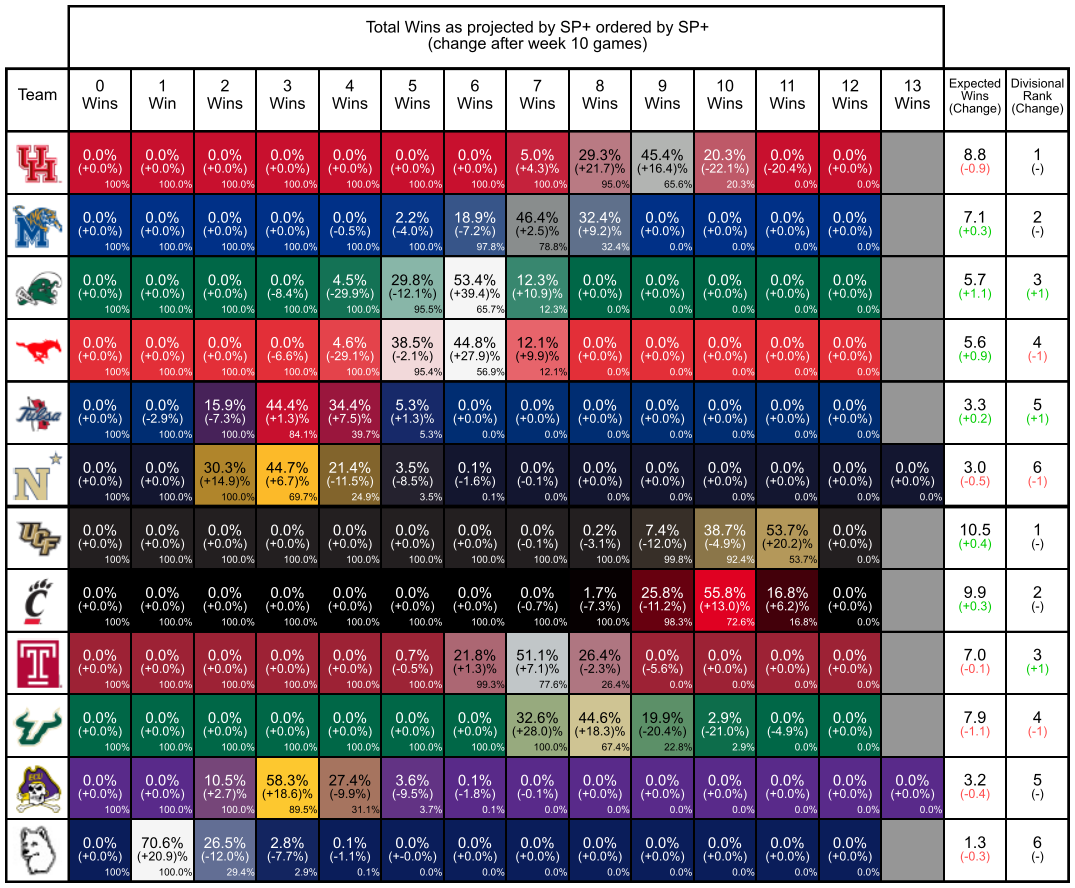 Total Wins as projected by SP+ ordered by SP+
(change after week 10 games)
Team 0 Wins 1 Win 2 Wins 3 Wins 4 Wins 5 Wins 6 Wins 7 Wins 8 Wins 9 Wins 10 Wins 11 Wins 12 Wins 13 Wins Expected Wins (Change) Divisional Rank (Change)
UH 0.0% 0.0% 0.0% 0.0% 0.0% 0.0% 0.0% 5.0% 29.3% 45.4% 20.3% 0.0% 0.0% 8.8 1
(+0.0%) (+0.0%) (+0.0%) (+0.0%) (+0.0%) (+0.0%) (+0.0%) (+4.3%) (+21.7%) (+16.4)% (-22.1%) (-20.4%) (+0.0%) (-0.9) (-)
100% 100.0% 100.0% 100.0% 100.0% 100.0% 100.0% 100.0% 95.0% 65.6% 20.3% 0.0% 0.0%
M 0.0% 0.0% 0.0% 0.0% 0.0% 2.2% 18.9% 46.4% 32.4% 0.0% 0.0% 0.0% 0.0% 7.1 2
(+0.0%) (+0.0%) (+0.0%) (+0.0%) (-0.5%) (-4.0%) (-7.2%) (+2.5)% (+9.2%) (+0.0%) (+0.0%) (+0.0%) (+0.0%) (+0.3) (-)
100% 100.0% 100.0% 100.0% 100.0% 100.0% 97.8% 78.8% 32.4% 0.0% 0.0% 0.0% 0.0%
0.0% 0.0% 0.0% 0.0% 4.5% 29.8% 53.4% 12.3% 0.0% 0.0% 0.0% 0.0% 0.0% 5.7 3
(+0.0%) (+0.0%) (+0.0%) (-8.4%) (-29.9%) (-12.1%) (+39.4)% (+10.9%) (+0.0%) (+0.0%) (+0.0%) (+0.0%) (+0.0%) (+1.1) (+1)
100% 100.0% 100.0% 100.0% 100.0% 95.5% 65.7% 12.3% 0.0% 0.0% 0.0% 0.0% 0.0%
0.0% 0.0% 0.0% 0.0% 4.6% 38.5% 44.8% 12.1% 0.0% 0.0% 0.0% 0.0% 0.0% 5.6 4
(+0.0%) (+0.0%) (+0.0%) (-6.6%) (-29.1%) (-2.1%) (+27.9)% (+9.9%) (+0.0%) (+0.0%) (+0.0%) (+0.0%) (+0.0%) (+0.9) (-1)
100% 100.0% 100.0% 100.0% 100.0% 95.4% 56.9% 12.1% 0.0% 0.0% 0.0% 0.0% 0.0%
Tulsa 0.0% 0.0% 15.9% 44.4% 34.4% 5.3% 0.0% 0.0% 0.0% 0.0% 0.0% 0.0% 0.0% 3.3 5
(+0.0%) (-2.9%) (-7.3%) (+1.3)% (+7.5%) (+1.3%) (+0.0%) (+0.0%) (+0.0%) (+0.0%) (+0.0%) (+0.0%) (+0.0%) (+0.2) (+1)
100% 100.0% 100.0% 84.1% 39.7% 5.3% 0.0% 0.0% 0.0% 0.0% 0.0% 0.0% 0.0%
N 0.0% 0.0% 30.3% 44.7% 21.4% 3.5% 0.1% 0.0% 0.0% 0.0% 0.0% 0.0% 0.0% 0.0% 3.0 6
(+0.0%) (+0.0%) (+14.9)% (+6.7)% (-11.5%) (-8.5%) (-1.6%) (-0.1%) (+0.0%) (+0.0%) (+0.0%) (+0.0%) (+0.0%) (+0.0%) (-0.5) (-1)
100% 100.0% 100.0% 69.7% 24.9% 3.5% 0.1% 0.0% 0.0% 0.0% 0.0% 0.0% 0.0% 0.0%
UCF 0.0% 0.0% 0.0% 0.0% 0.0% 0.0% 0.0% 0.0% 0.2% 7.4% 38.7% 53.7% 0.0% 10.5 1
(+0.0%) (+0.0%) (+0.0%) (+0.0%) (+0.0%) (+0.0%) (+0.0%) (-0.1%) (-3.1%) (-12.0%) (-4.9%) (+20.2)% (+0.0%) (+0.4) (-)
100% 100.0% 100.0% 100.0% 100.0% 100.0% 100.0% 100.0% 100.0% 99.8% 92.4% 53.7% 0.0%
C 0.0% 0.0% 0.0% 0.0% 0.0% 0.0% 0.0% 0.0% 1.7% 25.8% 55.8% 16.8% 0.0% 9.9 2
(+0.0%) (+0.0%) (+0.0%) (+0.0%) (+0.0%) (+0.0%) (+0.0%) (-0.7%) (-7.3%) (-11.2%) (+13.0)% (+6.2)% (+0.0%) (+0.3) (-)
100% 100.0% 100.0% 100.0% 100.0% 100.0% 100.0% 100.0% 100.0% 98.3% 72.6% 16.8% 0.0%
T 0.0% 0.0% 0.0% 0.0% 0.0% 0.7% 21.8% 51.1% 26.4% 0.0% 0.0% 0.0% 0.0% 7.0 3
(+0.0%) (+0.0%) (+0.0%) (+0.0%) (+0.0%) (-0.5%) (+1.3)% (+7.1)% (-2.3%) (-5.6%) (+0.0%) (+0.0%) (+0.0%) (-0.1) (+1)
100% 100.0% 100.0% 100.0% 100.0% 100.0% 99.3% 77.6% 26.4% 0.0% 0.0% 0.0% 0.0%
0.0% 0.0% 0.0% 0.0% 0.0% 0.0% 0.0% 32.6% 44.6% 19.9% 2.9% 0.0% 0.0% 7.9 4
(+0.0%) (+0.0%) (+0.0%) (+0.0%) (+0.0%) (+0.0%) (+0.0%) (+28.0)% (+18.3)% (-20.4%) (-21.0%) (-4.9%) (+0.0%) (-1.1) (-1)
100% 100.0% 100.0% 100.0% 100.0% 100.0% 100.0% 100.0% 67.4% 22.8% 2.9% 0.0% 0.0%
ECU 0.0% 0.0% 10.5% 58.3% 27.4% 3.6% 0.1% 0.0% 0.0% 0.0% 0.0% 0.0% 0.0% 0.0% 3.2 5
(+0.0%) (+0.0%) (+2.7)% (+18.6)% (-9.9%) (-9.5%) (-1.8%) (-0.1%) (+0.0%) (+0.0%) (+0.0%) (+0.0%) (+0.0%) (+0.0%) (-0.4) (-)
100% 100.0% 100.0% 89.5% 31.1% 3.7% 0.1% 0.0% 0.0% 0.0% 0.0% 0.0% 0.0% 0.0%
0.0% 70.6% 26.5% 2.8% 0.1% 0.0% 0.0% 0.0% 0.0% 0.0% 0.0% 0.0% 0.0% 1.3 6
(+0.0%) (+20.9)% (-12.0%) (-7.7%) (-1.1%) (+-0.0%) (+0.0%) (+0.0%) (+0.0%) (+0.0%) (+0.0%) (+0.0%) (+0.0%) (-0.3) (-)
100% 100.0% 29.4% 2.9% 0.1% 0.0% 0.0% 0.0% 0.0% 0.0% 0.0% 0.0% 0.0%